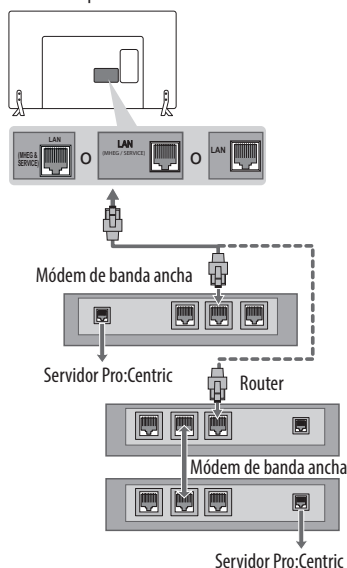 LAN
(MHEG &
SERVICE)
O
LAN
(MHEG / SERVICE)
O
LAN
Módem de banda ancha
Servidor Pro:Centric
Router
Módem de banda ancha
Servidor Pro:Centric